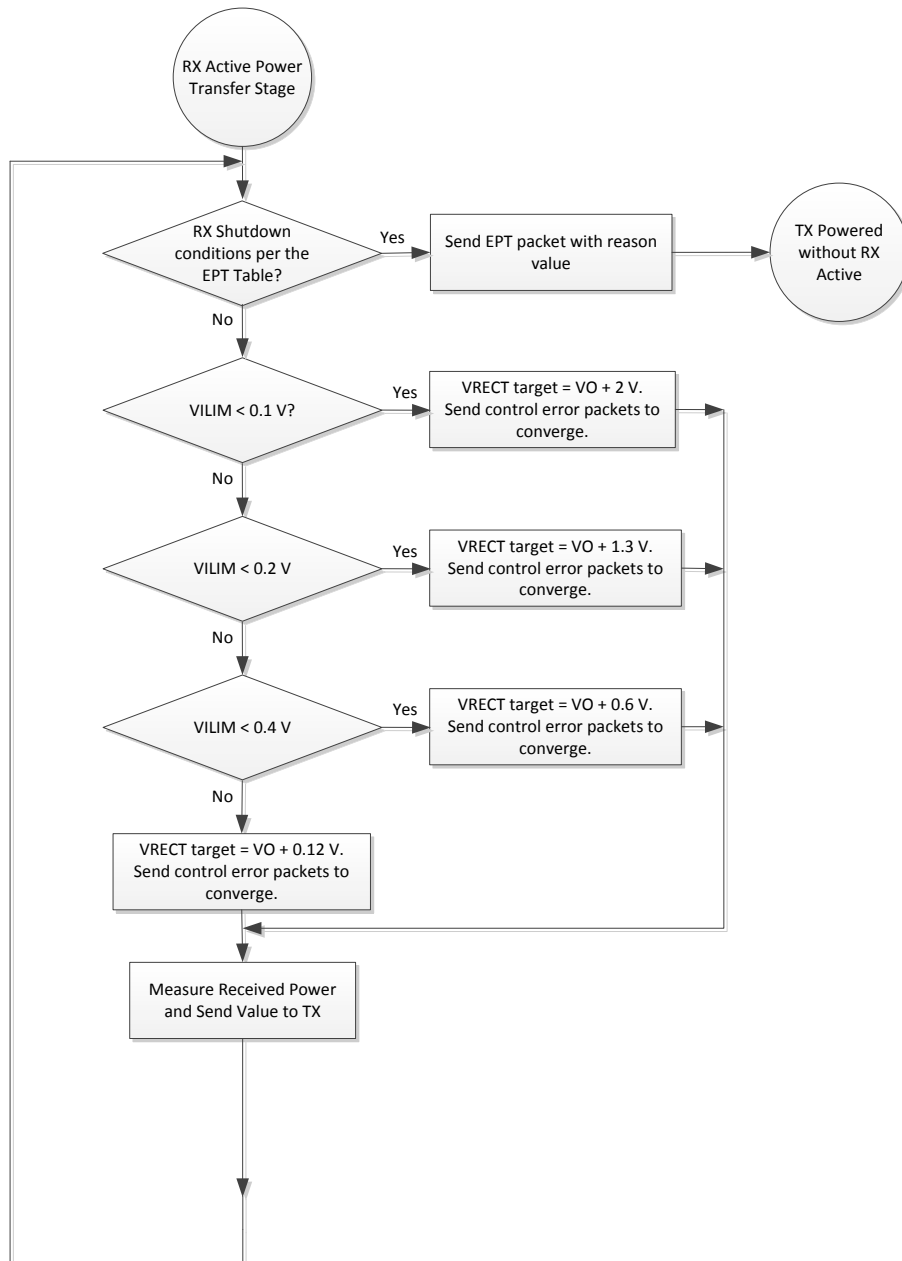 RX Active Power
Transfer Stage
RX Shutdown
conditions per the
EPT Table?
Yes
Send EPT packet with reason
value
TX Powered
without RX
Active
No
VILIM < 0.1 V?
Yes
VRECT target = VO + 2 V.
Send control error packets to
converge.
No
VILIM < 0.2 V
Yes
VRECT target = VO + 1.3 V.
Send control error packets to
converge.
No
VILIM < 0.4 V
Yes
VRECT target = VO + 0.6 V.
Send control error packets to
converge.
No
VRECT target = VO + 0.12 V.
Send control error packets to
converge.
Measure Received Power
and Send Value to TX